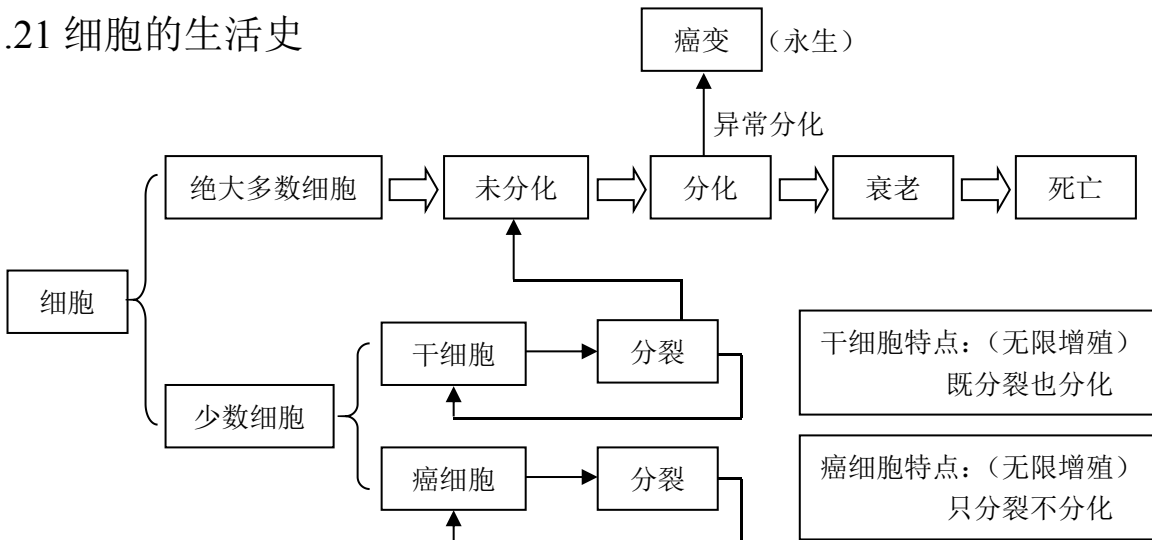 .21 细胞的生活史
癌变 （永生）
异常分化
绝大多数细胞 未分化 分化 衰老 死亡
细胞
干细胞 分裂
少数细胞
癌细胞 分裂
干细胞特点：（无限增殖）
既分裂也分化
癌细胞特点：（无限增殖）
只分裂不分化